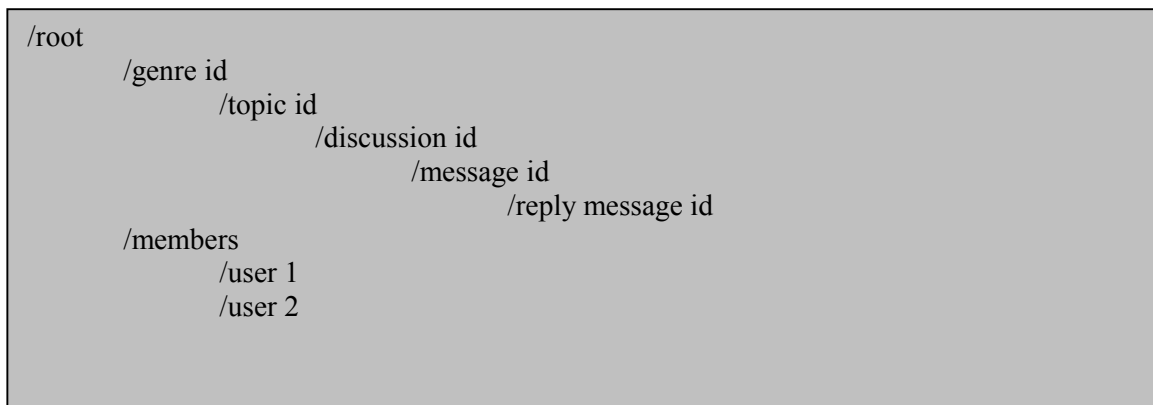 /root
/genre id
/topic id
/discussion id
/message id
/reply message id
/members
/user 1
/user 2